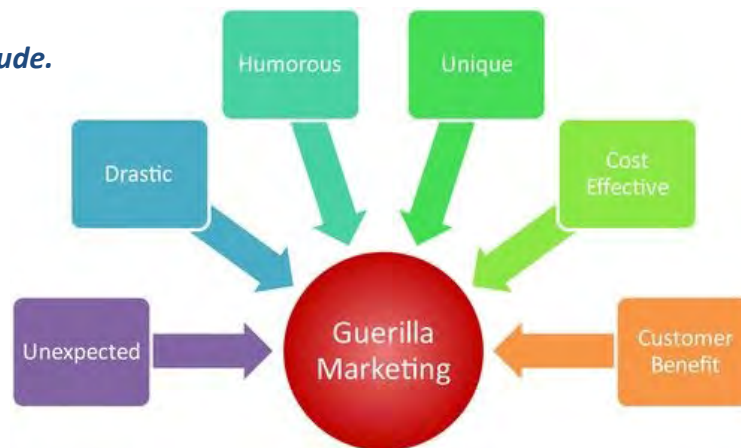 ude.
Humorous
Unique
Drastic
Cost
Effective
Unexpected
Guerilla
Marketing
Customer
Benefit